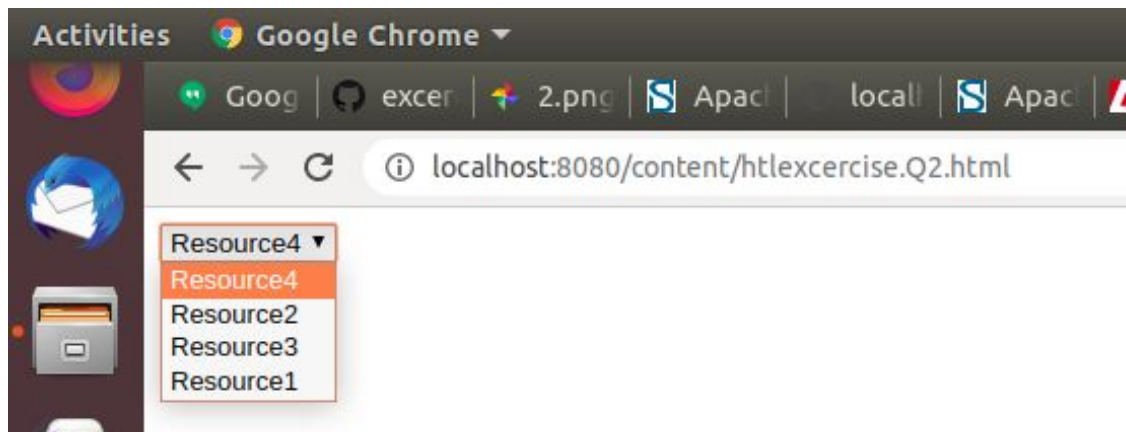 Activities Google Chrome ▾
Goog excer 2.png Apac locall Apac
localhost:8080/content/htlexcercise.Q2.html
Resource4 ▼
Resource4
Resource2
Resource3
Resource1